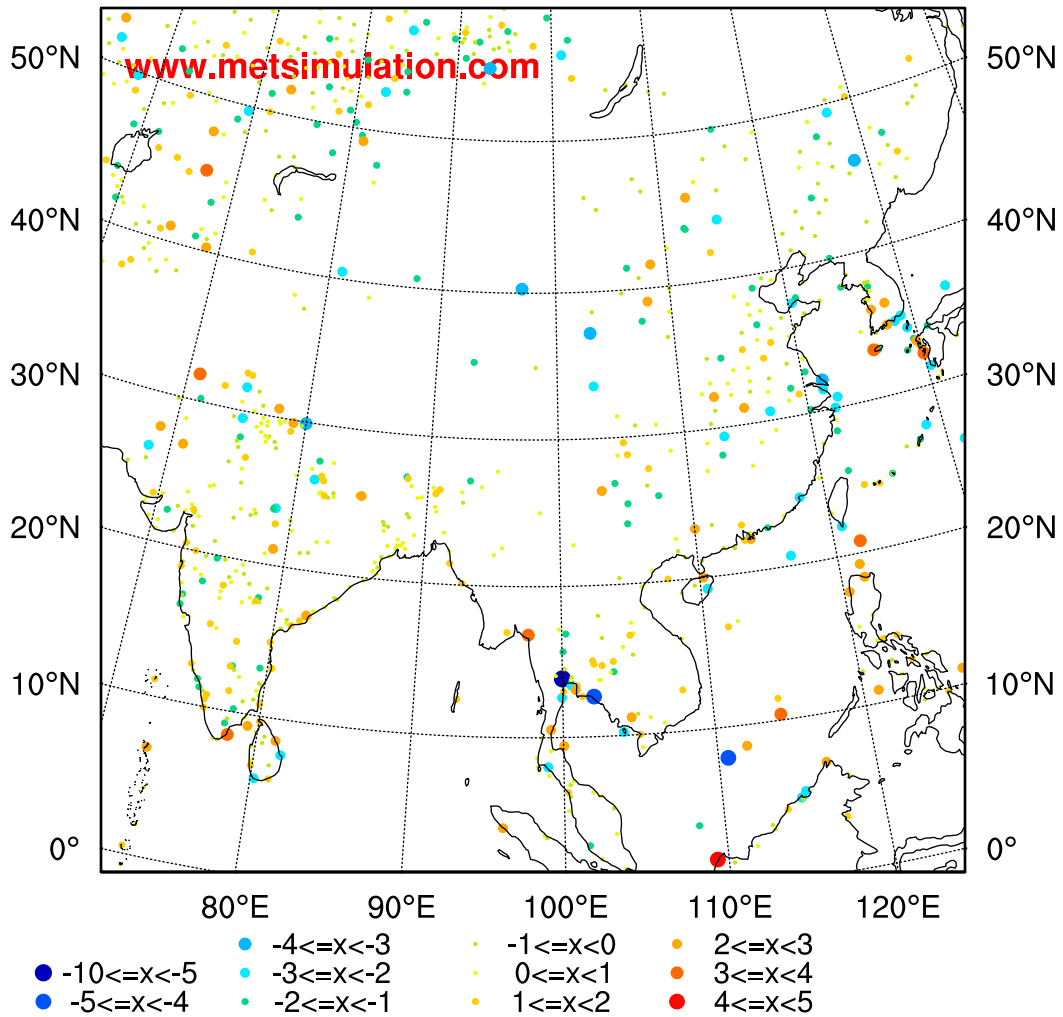 50°N 50°N
www.metsimulation.com
40°N 40°N
30°N 30°N
20°N 20°N
10°N 10°N
0° 0°
80°E 90°E 100°E 110°E 120°E
-4<=x<-3 -1<=x<0 2<=x<3
-10<=x<-5 -3<=x<-2 0<=x<1 3<=x<4
-5<=x<-4 -2<=x<-1 1<=x<2 4<=x<5